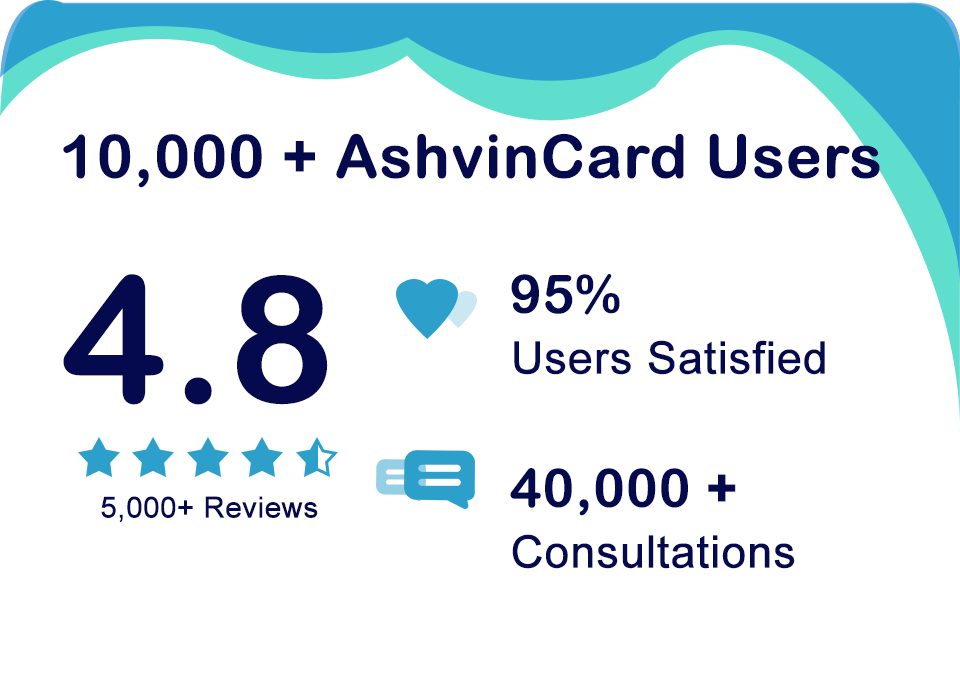 10,000 + AshvinCard Users
4.8
5,000+ Reviews
95%
Users Satisfied
40,000 +
Consultations